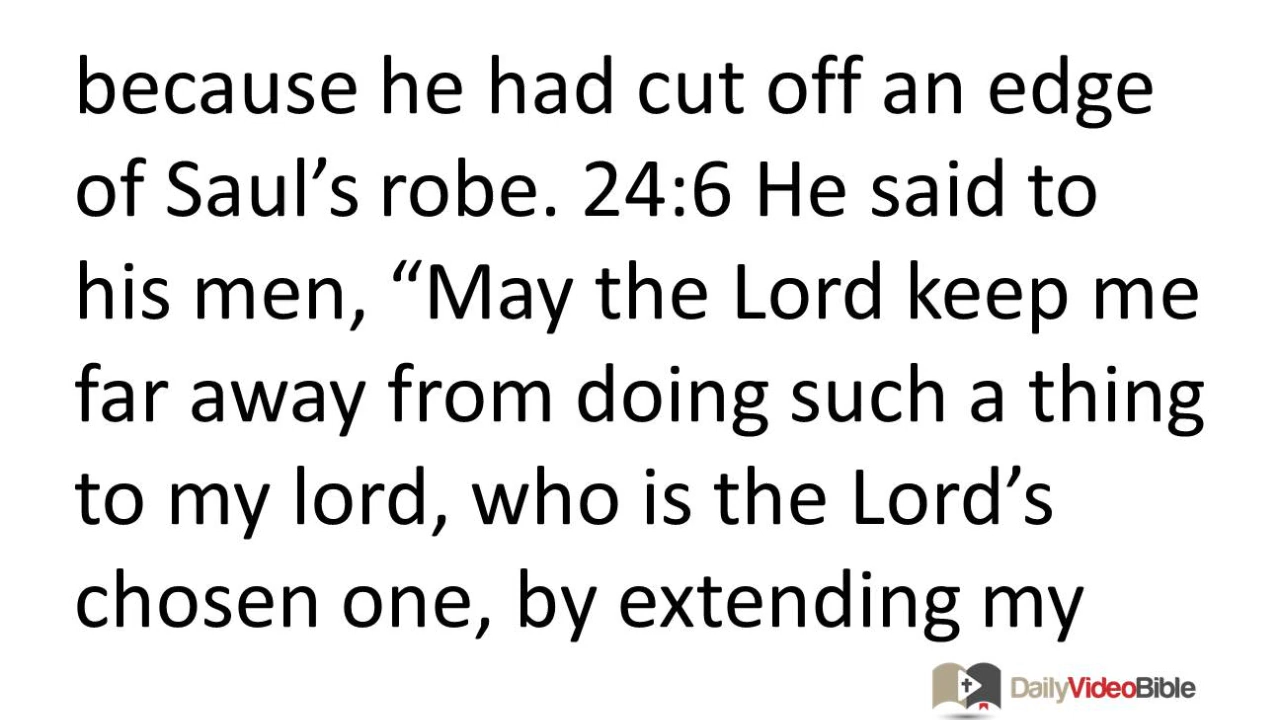 because he had cut off an edge
of Saul’s robe. 24:6 He said to
his men, “May the Lord keep me
far away from doing such a thing
to my lord, who is the Lord’s
chosen one, by extending my
DailyVideoBible